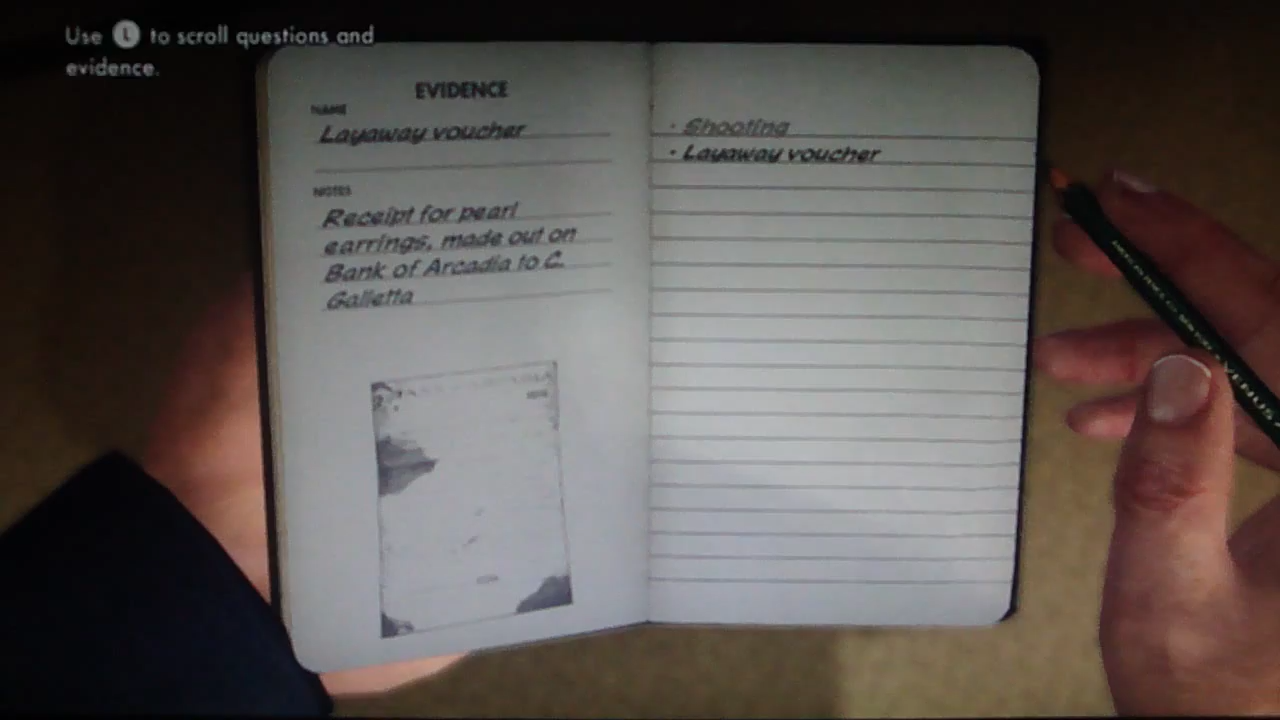 Use L to scroll questions and
evidence.
EVIDENCE
NAME
Layaway voucher
NOTES
Receipt for pearl
earrings, made out on
Bank of Arcadia to C.
Galletta
· Shooting
· Layaway voucher
VENUS